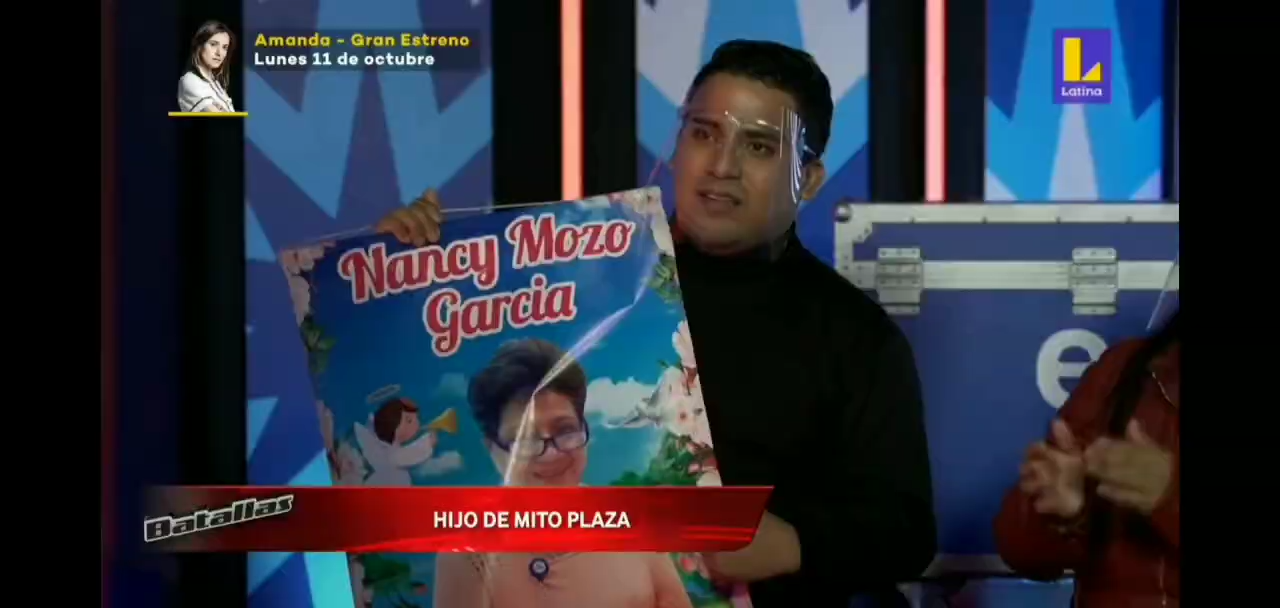 Amanda - Gran Estreno
Lunes 11 de octubre
Latina
Nancy Mozo
Garcia
e
Batallas
HIJO DE MITO PLAZA